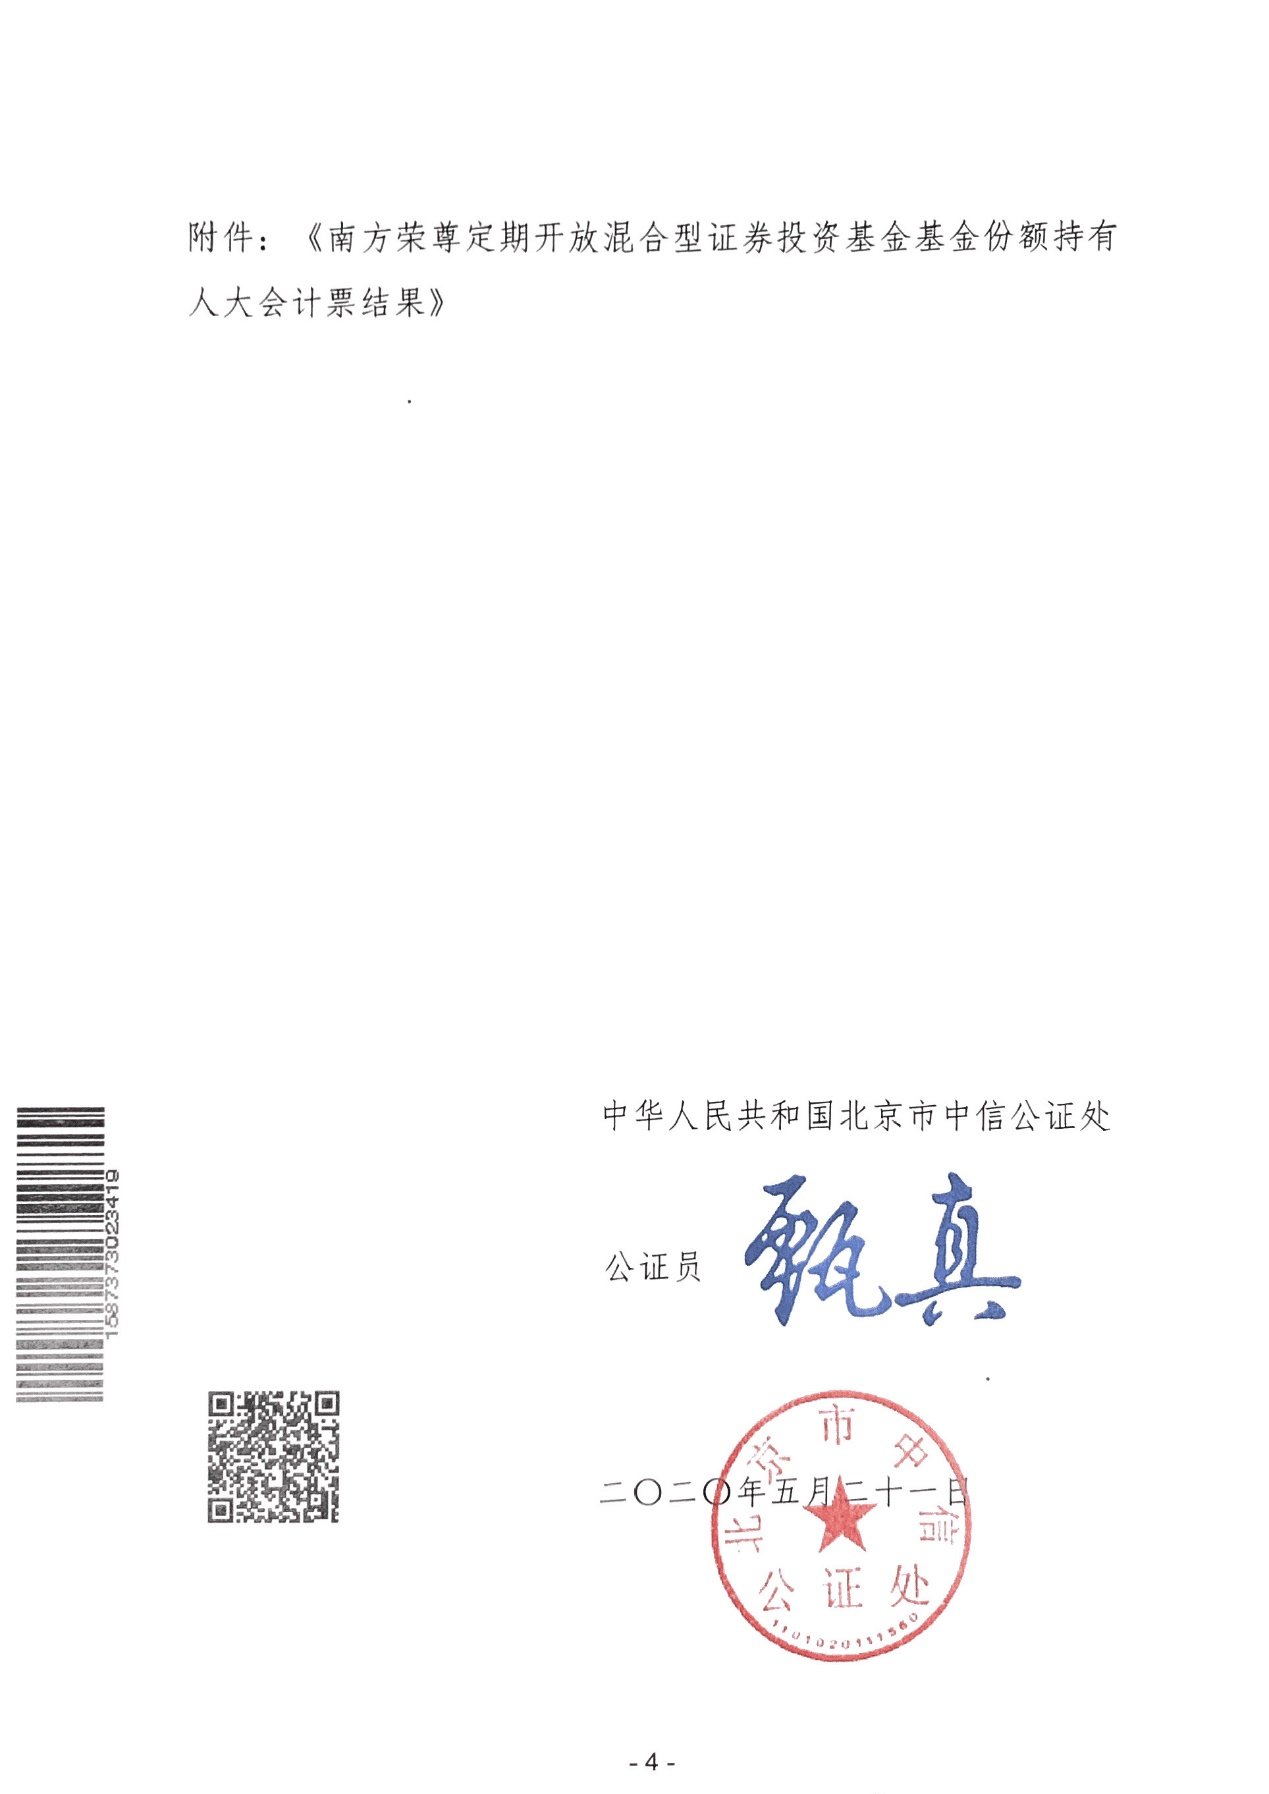 附件：《南方荣尊定期开放混合型证券投资基金基金份额持有
人大会计票结果》
中华人民共和国北京市中信公证处
1587373023419
公证员 甄真
二〇二〇年五月二十一日
北京市中信
公证处
1101020111560
- 4 -